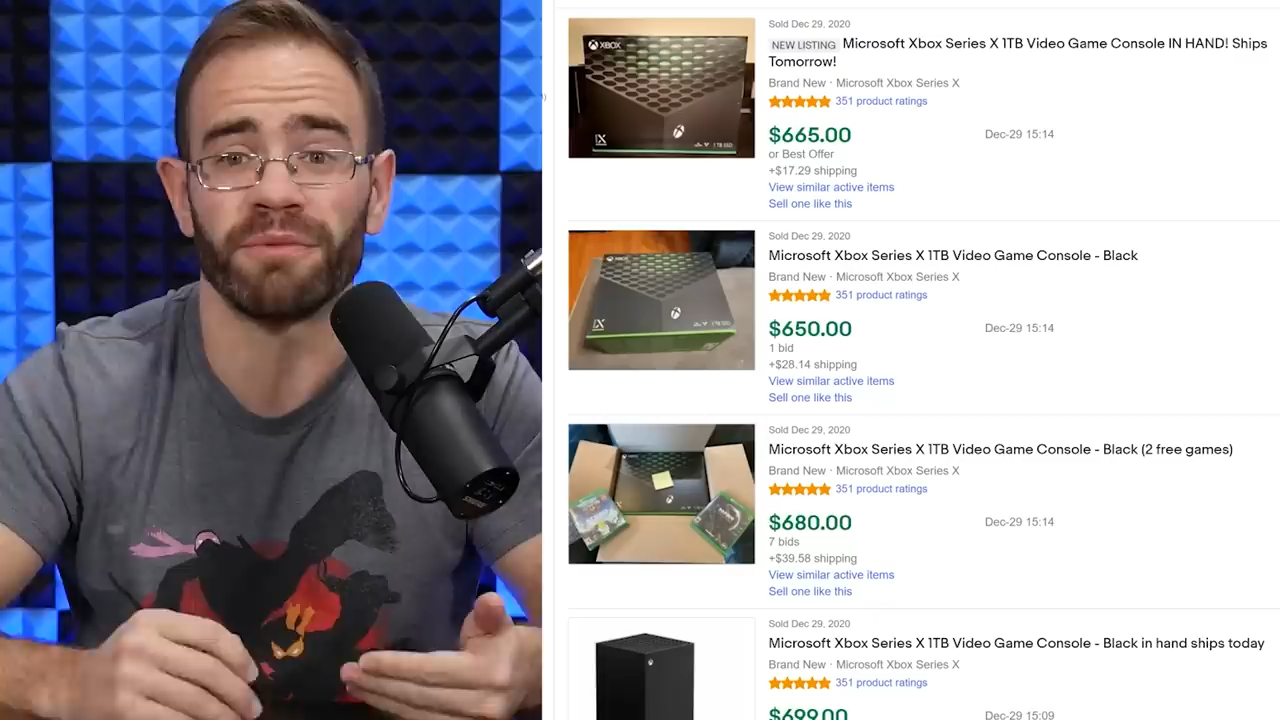 Sold Dec 29, 2020
NEW LISTING Microsoft Xbox Series X 1TB Video Game Console IN HAND! Ships
Tomorrow!
Brand New · Microsoft Xbox Series X
351 product ratings
$665.00
Dec-29 15:14
or Best Offer
+$17.29 shipping
View similar active items
Sell one like this
XBOX
1TB SSD
Sold Dec 29, 2020
Microsoft Xbox Series X 1TB Video Game Console - Black
Brand New · Microsoft Xbox Series X
351 product ratings
$650.00
Dec-29 15:14
1 bid
+$28.14 shipping
View similar active items
Sell one like this
XBOX
Sold Dec 29, 2020
Microsoft Xbox Series X 1TB Video Game Console - Black (2 free games)
Brand New · Microsoft Xbox Series X
351 product ratings
$680.00
Dec-29 15:14
7 bids
+$39.58 shipping
View similar active items
Sell one like this
Sold Dec 29, 2020
Microsoft Xbox Series X 1TB Video Game Console - Black in hand ships today
Brand New · Microsoft Xbox Series X
351 product ratings
$699.00
Dec-29 15:09